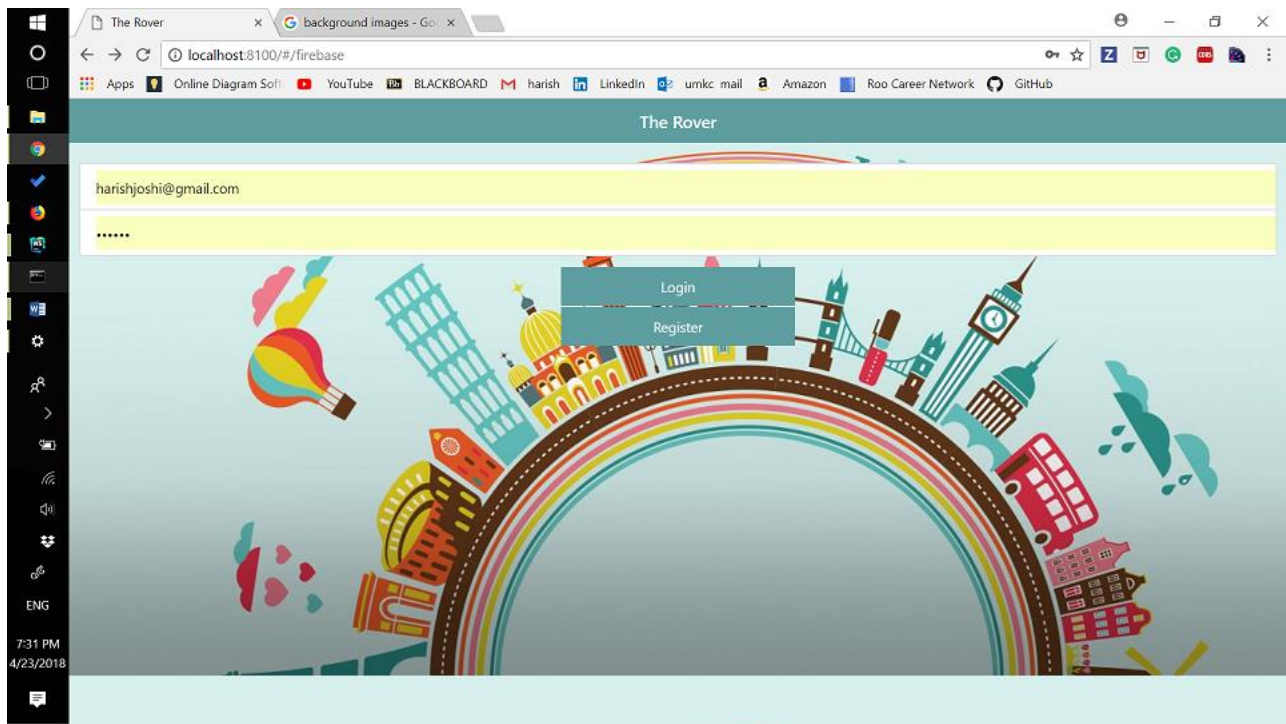 The Rover
background images - Go
localhost:8100/#/firebase
Apps Online Diagram Soft YouTube Bb BLACKBOARD harish LinkedIn umkc mail Amazon Roo Career Network GitHub
The Rover
harishjoshi@gmail.com
••••••
Login
Register
ENG
7:31 PM
4/23/2018